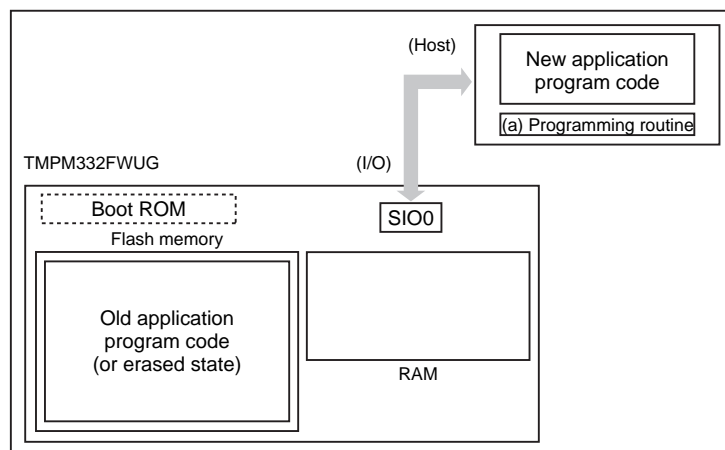 (Host)
New application
program code
(a) Programming routine
TMPM332FWUG
(I/O)
Boot ROM
SIO0
Flash memory
Old application
program code
(or erased state)
RAM